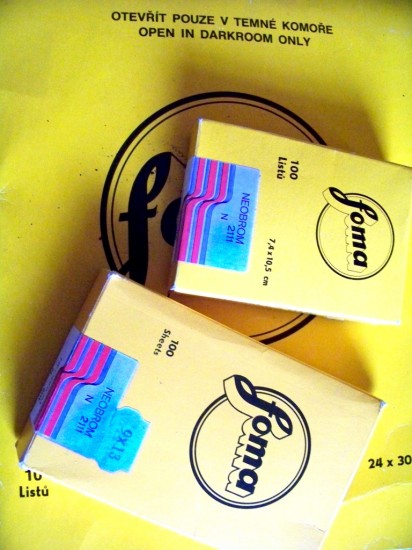 OTEVŘÍT POUZE V TEMNÉ KOMOŘE
OPEN IN DARKROOM ONLY
100
Listů
NEOBROM
N 2111
7,4 x 10,5 cm
foma
100
Sheets
NEOBROM
N 2111
9x13
foma
10
Listů
24 x 30